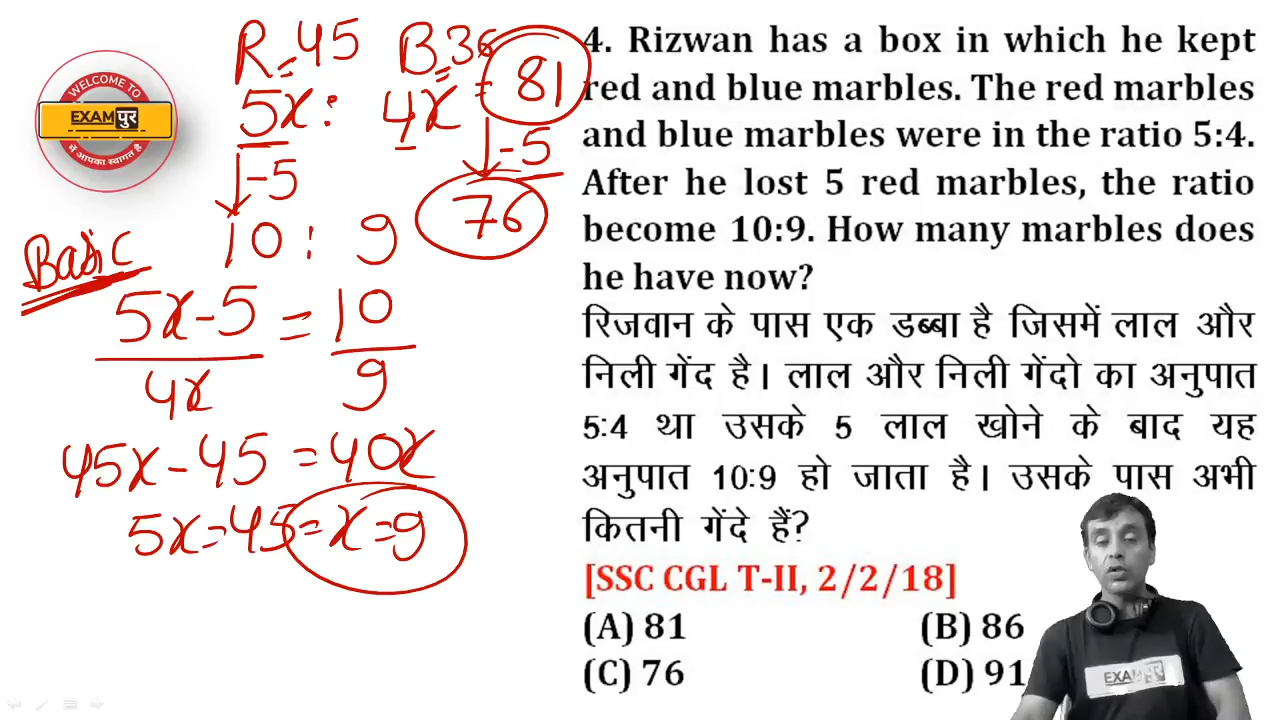 R=45 B=36
5x : 4x = 81
-5 -5
10 : 9 76
Basic
5x-5 = 10
4x 9
45x-45 = 40x
5x=45=x=9
WELCOME TO
EXAMपुर
में आपका स्वागत है
4. Rizwan has a box in which he kept
red and blue marbles. The red marbles
and blue marbles were in the ratio 5:4.
After he lost 5 red marbles, the ratio
become 10:9. How many marbles does
he have now?
रिजवान के पास एक डब्बा है जिसमें लाल और
निली गेंद है। लाल और निली गेंदो का अनुपात
5:4 था उसके 5 लाल खोने के बाद यह
अनुपात 10:9 हो जाता है। उसके पास अभी
कितनी गेंदे हैं?
[SSC CGL T-II, 2/2/18]
(A) 81 (B) 86
(C) 76 (D) 91
EXAMपुर